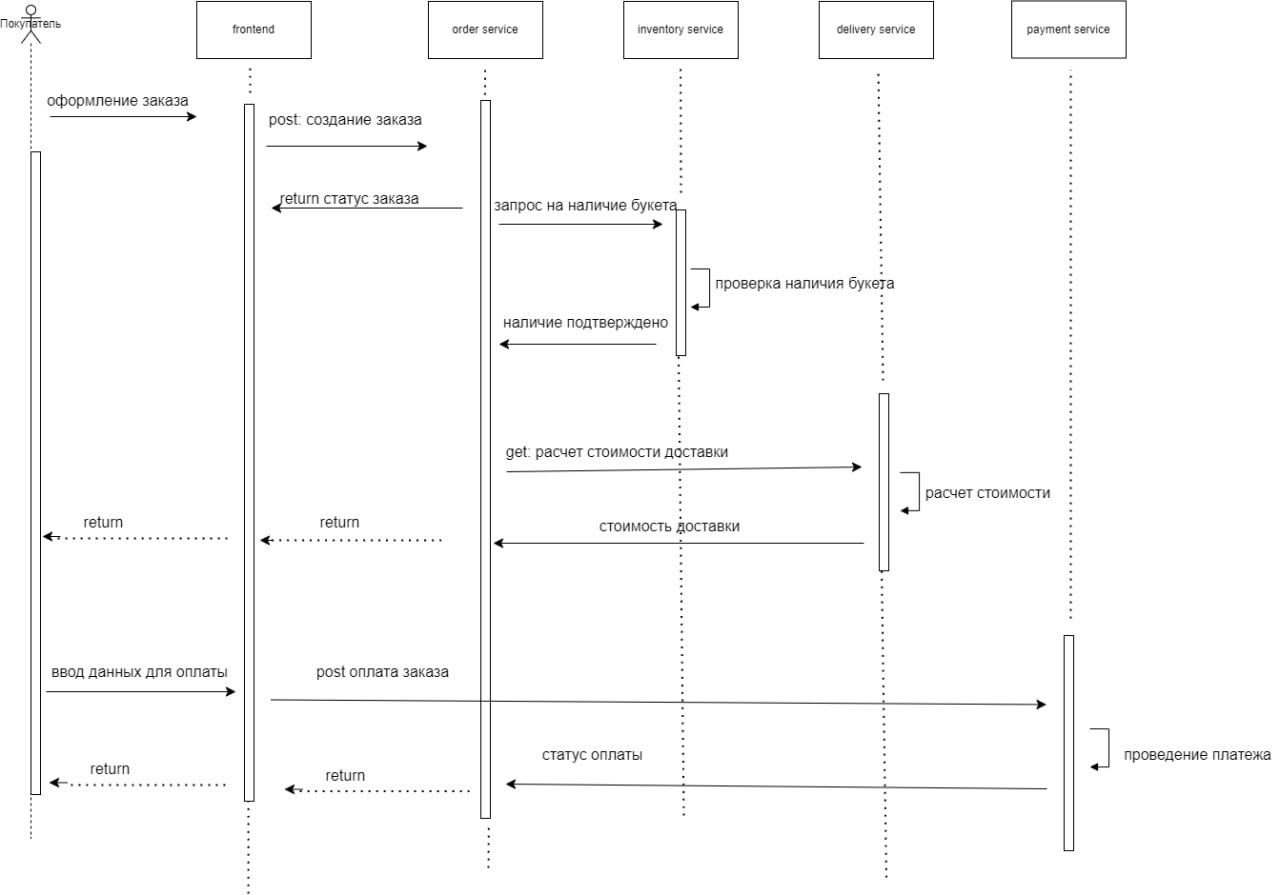 Покупатель
frontend
order service
inventory service
delivery service
payment service
оформление заказа
post: создание заказа
return статус заказа
запрос на наличие букета
проверка наличия букета
наличие подтверждено
get: расчет стоимости доставки
расчет стоимости
return
return
стоимость доставки
ввод данных для оплаты
post оплата заказа
статус оплаты
проведение платежа
return
return